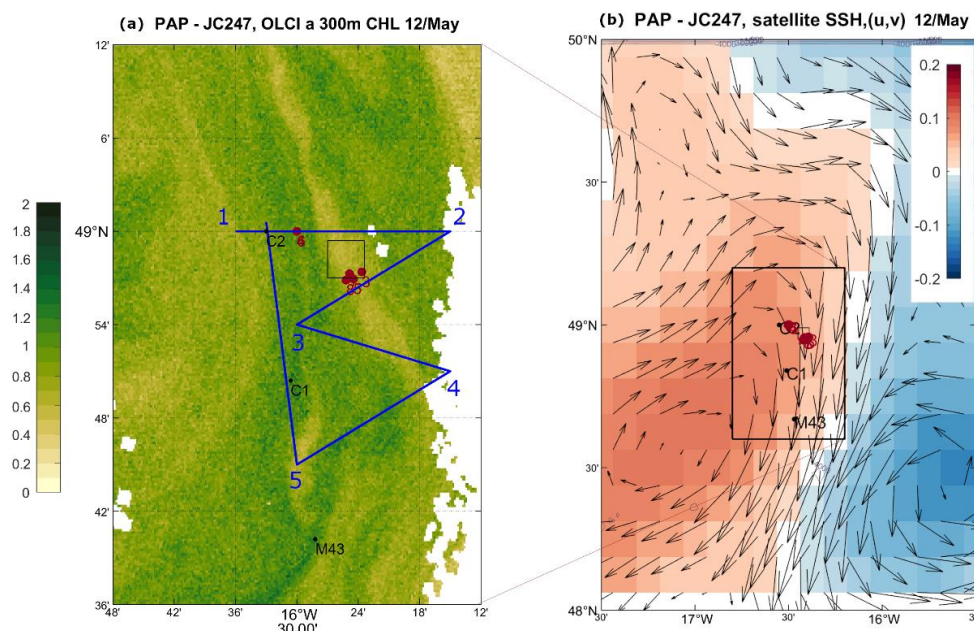 (a) PAP - JC247, OLCI a 300m CHL 12/May
12'
6'
49°N
54'
48'
42'
36'
48'
42'
36'
16°W
30.00'
24'
18'
12'
2
1.8
1.6
1.4
1.2
1
0.8
0.6
0.4
0.2
0
1
2
3
4
5
C2
C1
M43
6
3
(b) PAP - JC247, satellite SSH,(u,v) 12/May
50°N
30'
49°N
30'
48°N
17°W
30'
16°W
30'
0.2
0.1
0
-0.1
-0.2
C1
M43